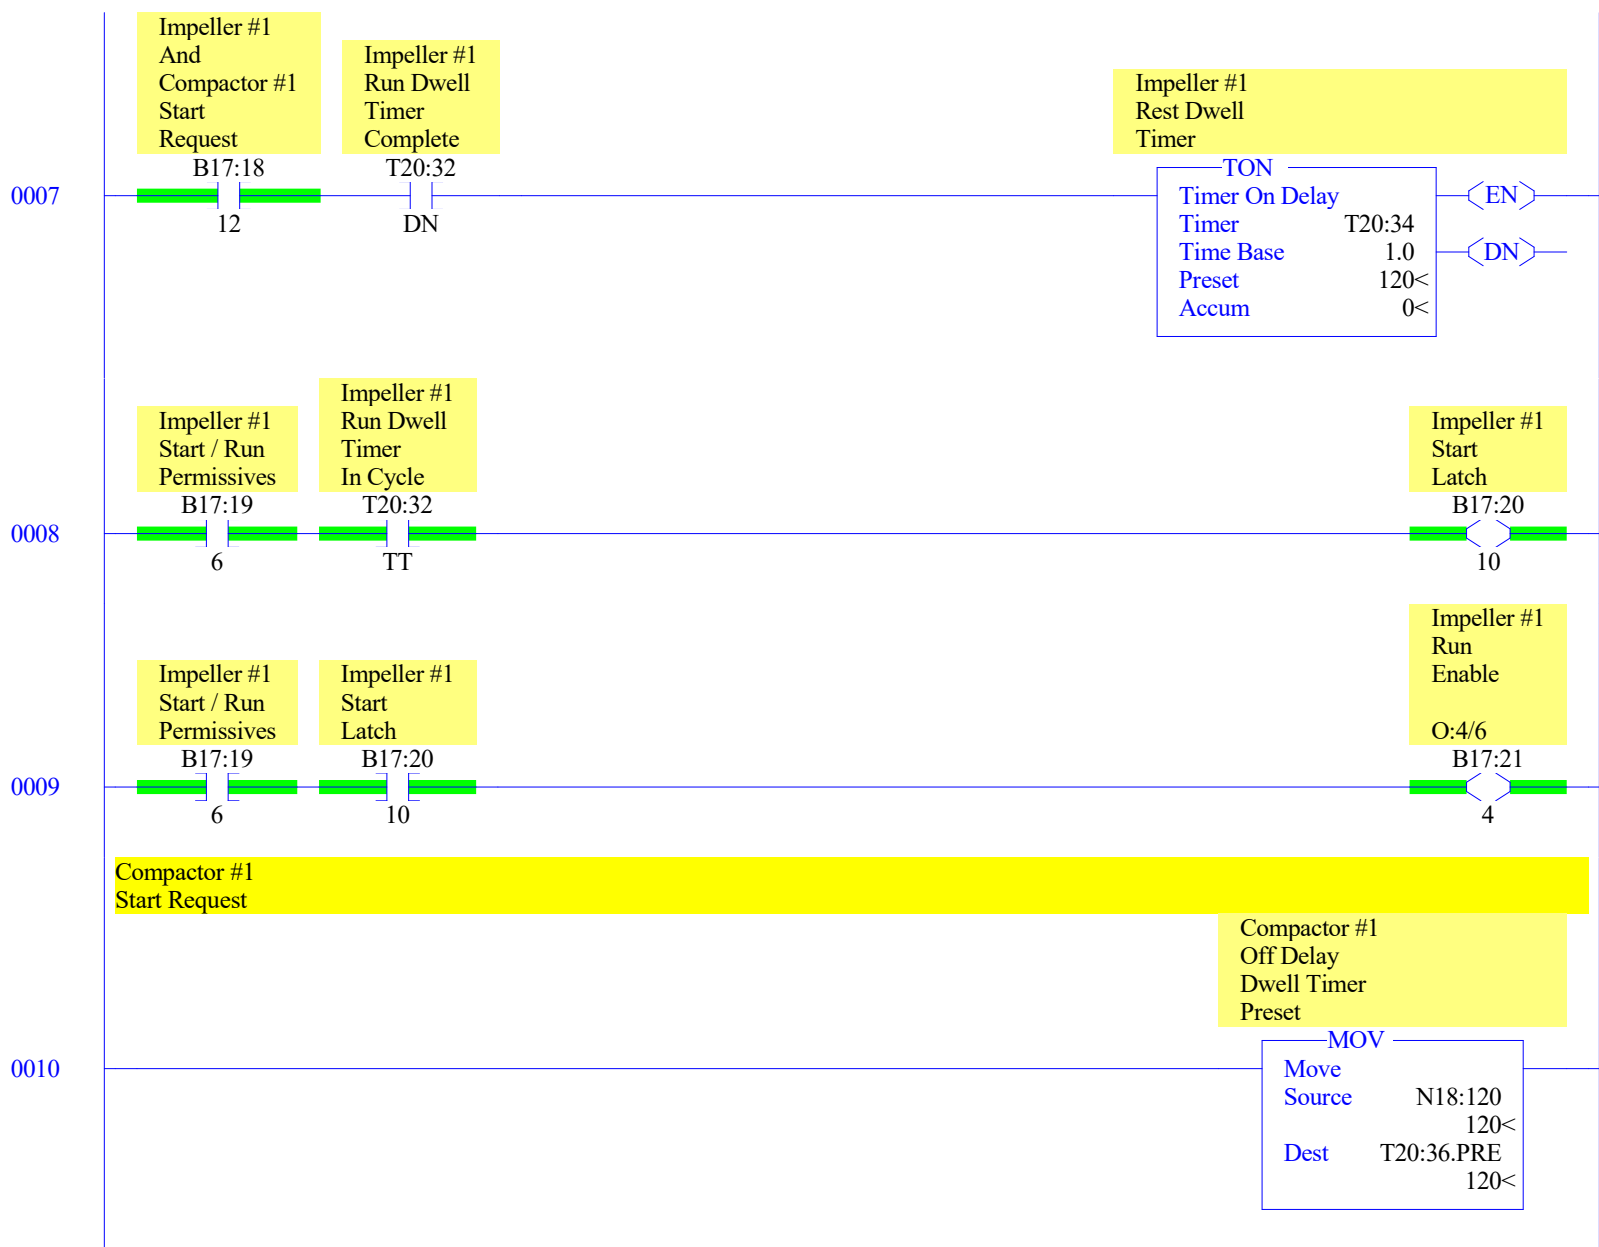 Impeller #1
And
Compactor #1
Start
Request
B17:18
12
Impeller #1
Run Dwell
Timer
Complete
T20:32
DN
Impeller #1
Rest Dwell
Timer
0007
TON
Timer On Delay
Timer T20:34
Time Base 1.0
Preset 120<
Accum 0<
EN
DN
Impeller #1
Start / Run
Permissives
B17:19
6
Impeller #1
Run Dwell
Timer
In Cycle
T20:32
TT
Impeller #1
Start
Latch
B17:20
10
0008
Impeller #1
Start / Run
Permissives
B17:19
6
Impeller #1
Start
Latch
B17:20
10
Impeller #1
Run
Enable
O:4/6
B17:21
4
0009
Compactor #1
Start Request
Compactor #1
Off Delay
Dwell Timer
Preset
0010
MOV
Move
Source N18:120
120<
Dest T20:36.PRE
120<